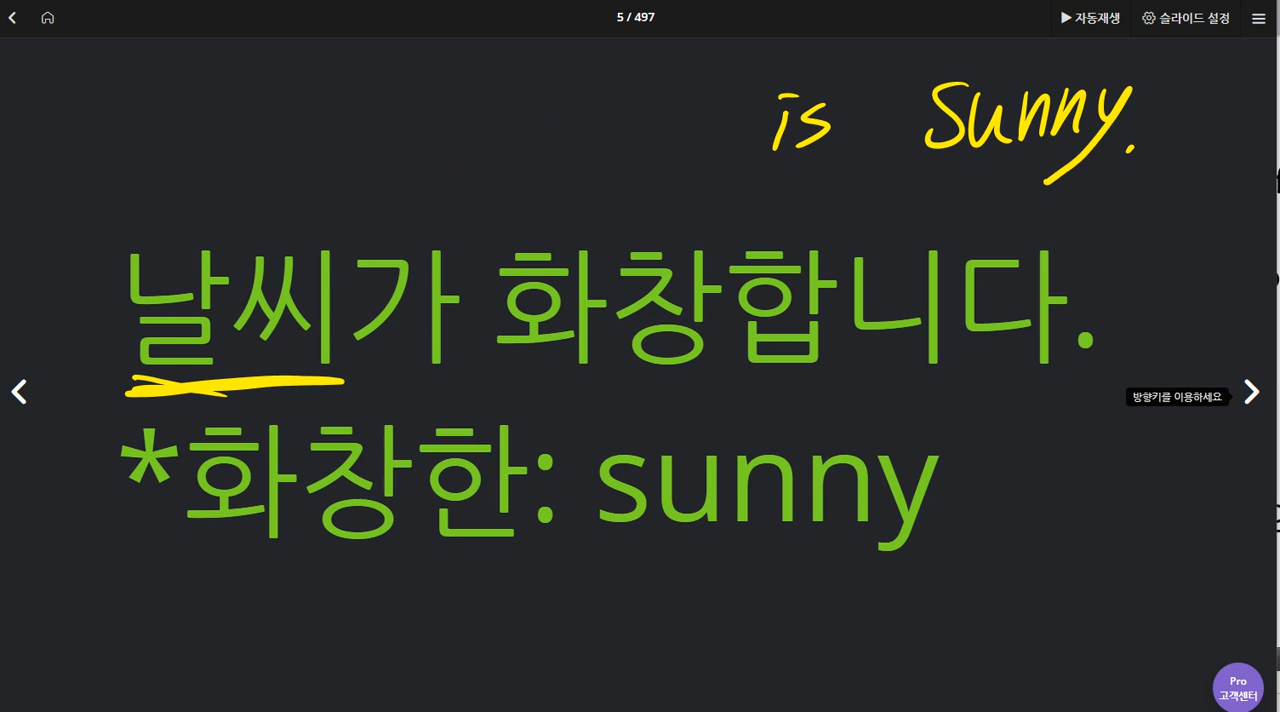 5 / 497
▶ 자동재생
슬라이드 설정
is sunny.
날씨가 화창합니다.
방향키를 이용하세요
*화창한: sunny
Pro
고객센터